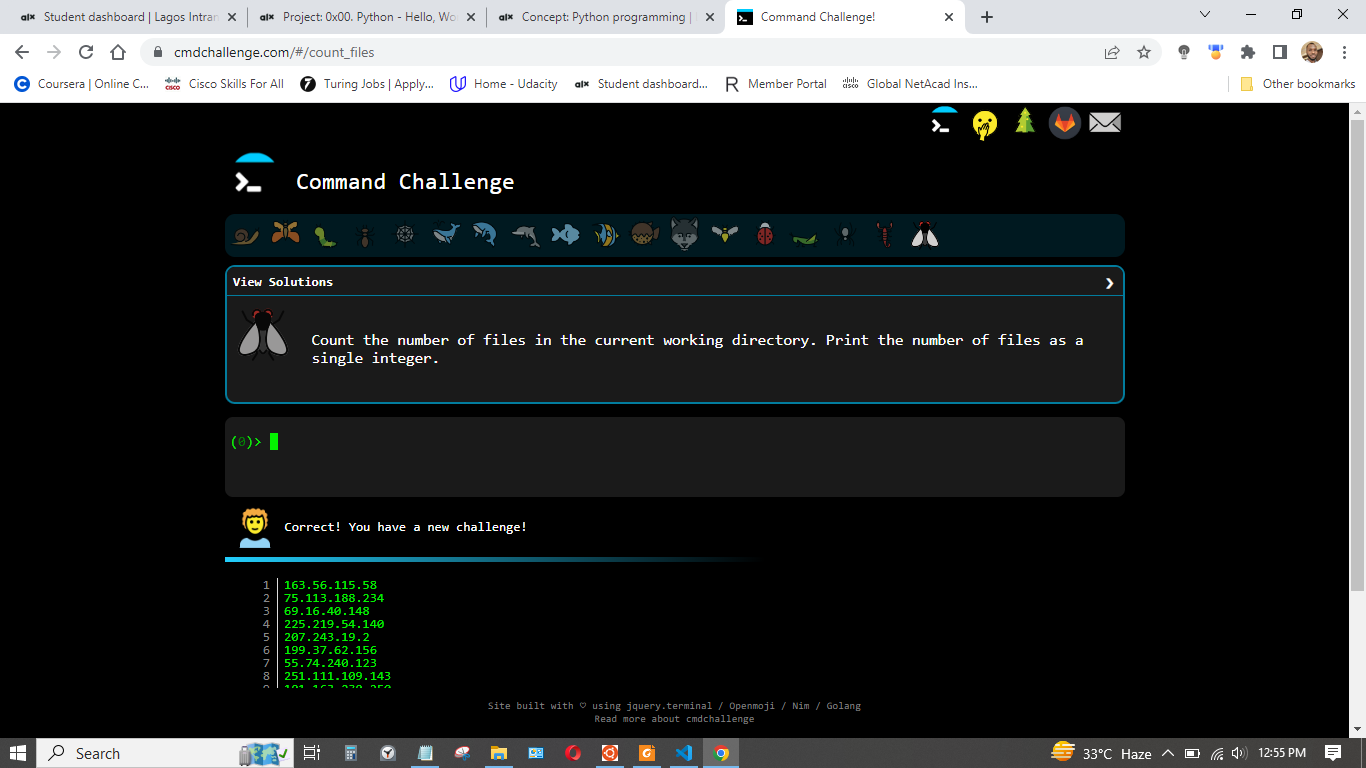 alx Student dashboard | Lagos Intran
alx Project: 0x00. Python - Hello, Wo
alx Concept: Python programming |
Command Challenge!
cmdchallenge.com/#/count_files
Coursera | Online C...
CISCO Cisco Skills For All
Turing Jobs | Apply...
Home - Udacity
alx Student dashboard...
Member Portal
cisco Global NetAcad Ins...
Other bookmarks
Command Challenge
View Solutions
Count the number of files in the current working directory. Print the number of files as a
single integer.
(0)>
Correct! You have a new challenge!
1 163.56.115.58
2 75.113.188.234
3 69.16.40.148
4 225.219.54.140
5 207.243.19.2
6 199.37.62.156
7 55.74.240.123
8 251.111.109.143
Site built with ♡ using jquery.terminal / Openmoji / Nim / Golang
Read more about cmdchallenge
Search
33°C Haze
12:55 PM